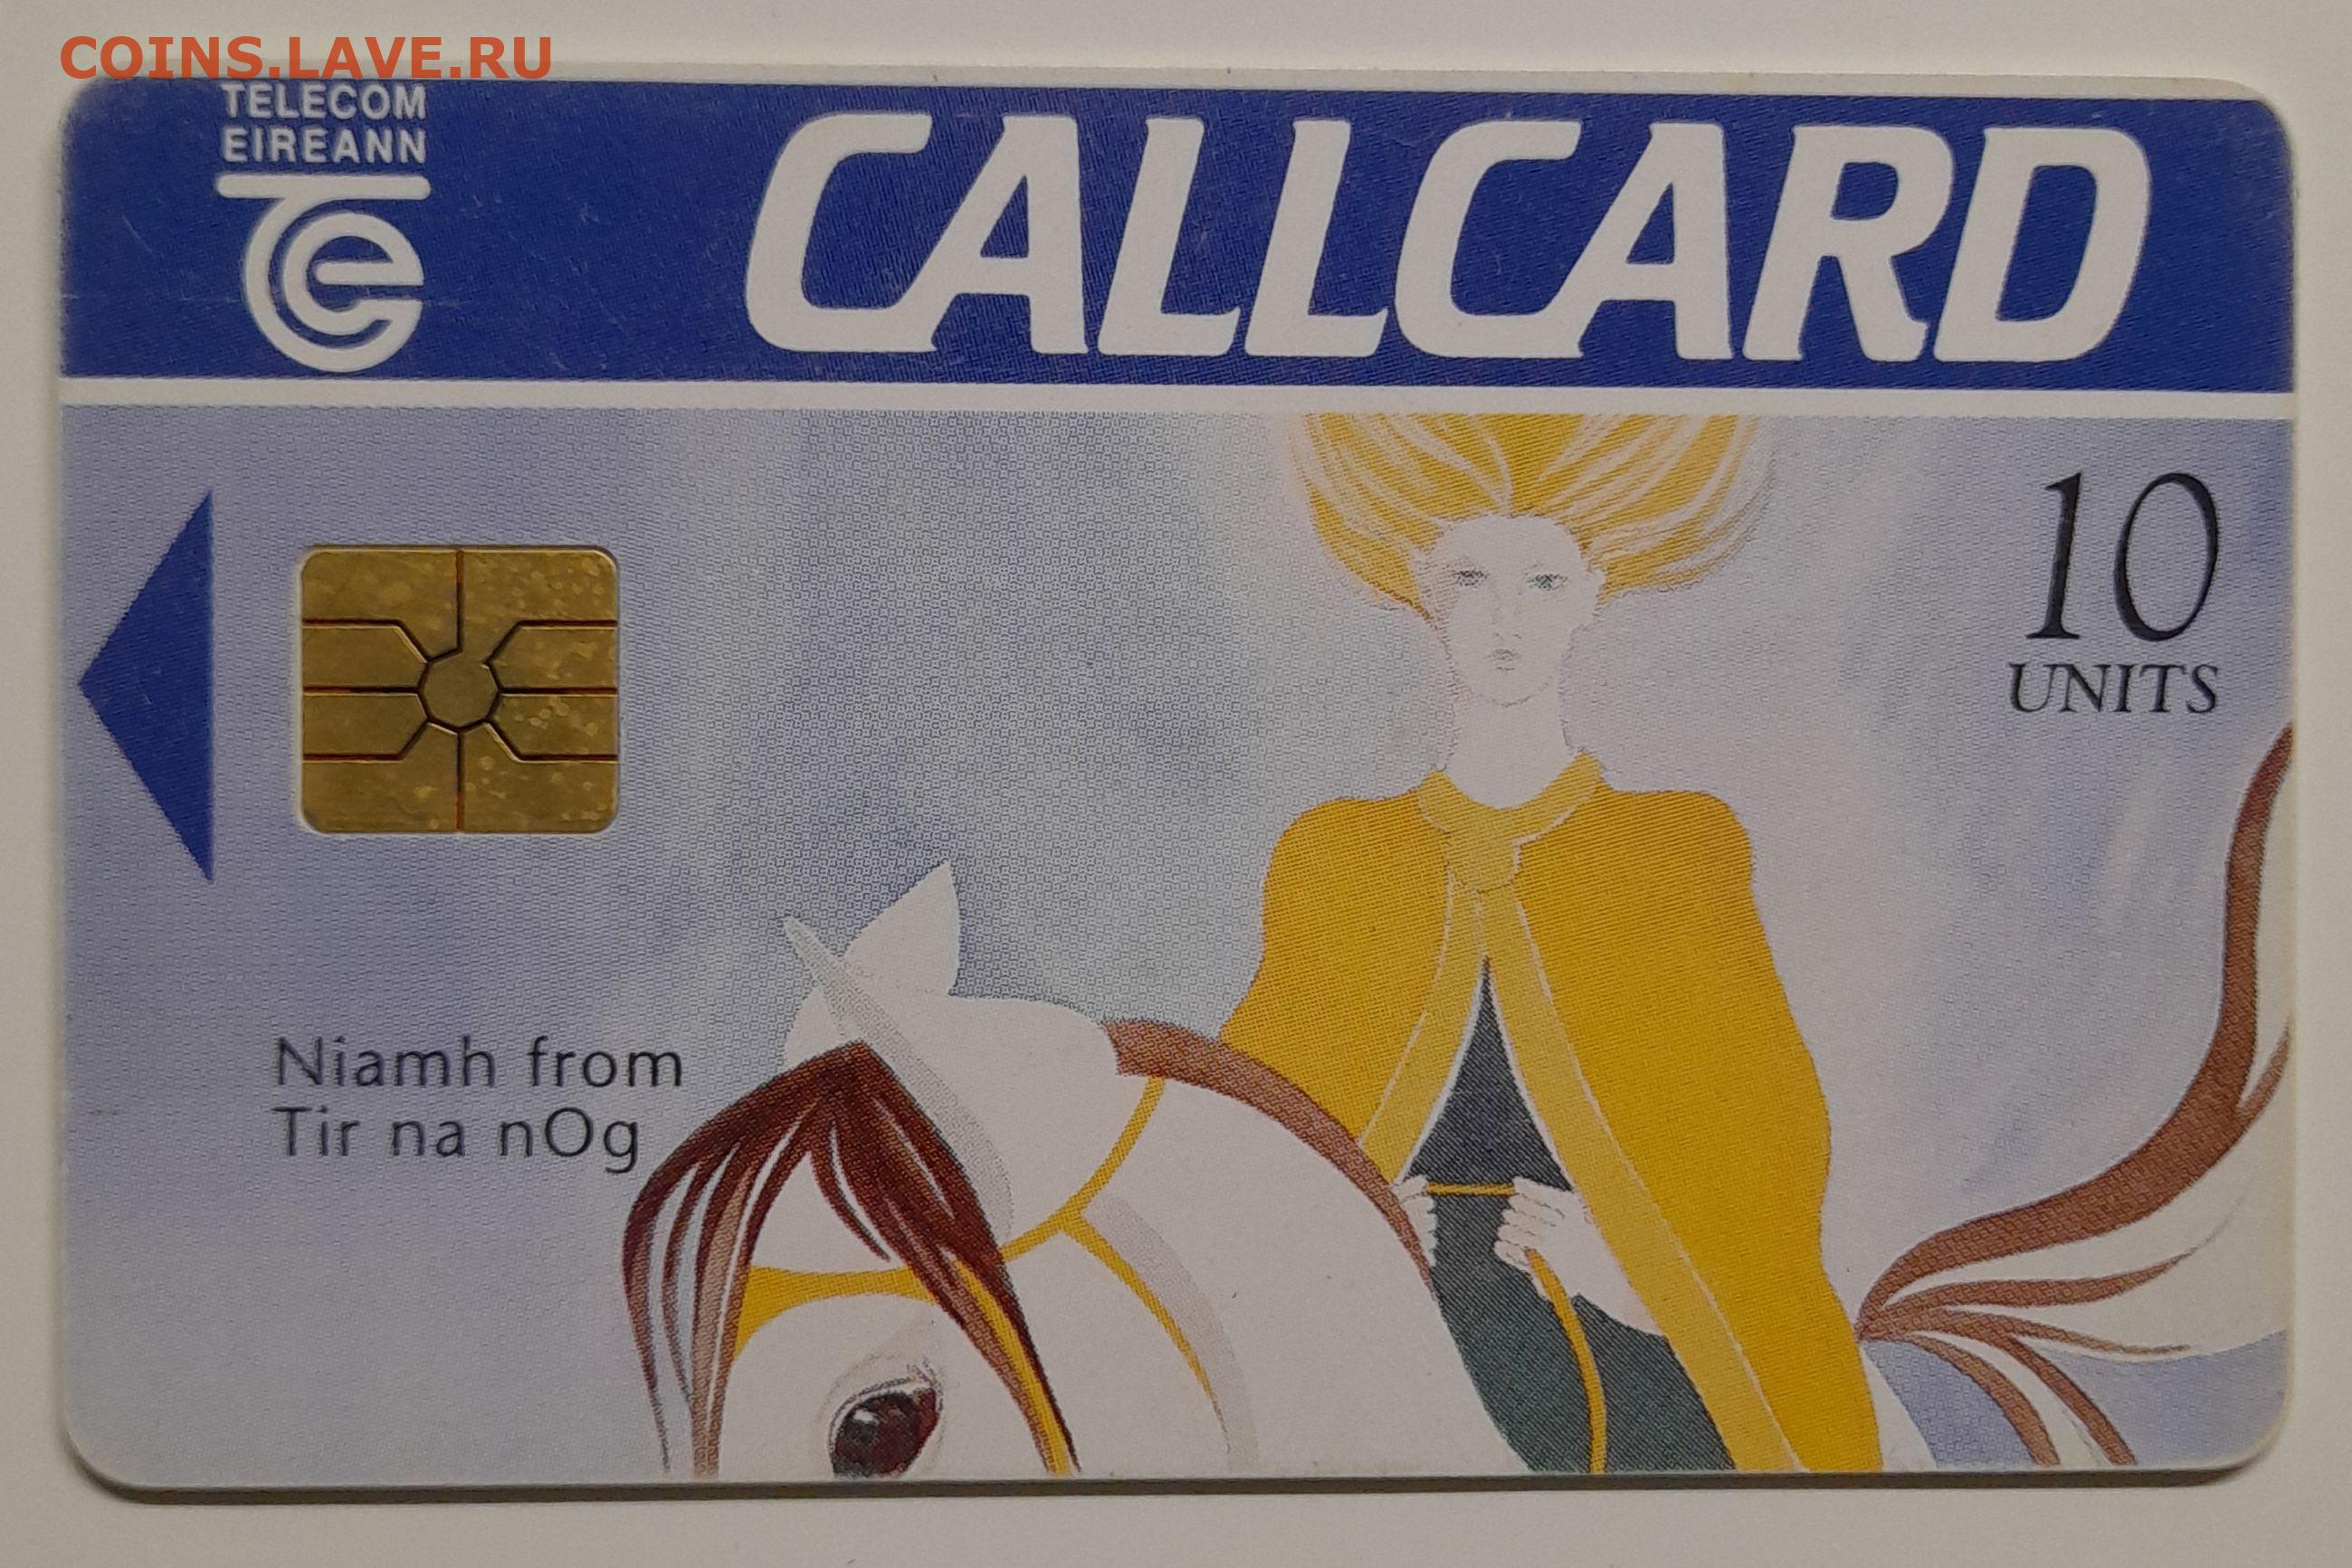 COINS.LAVE.RU
TELECOM
EIREANN
CALLCARD
10
UNITS
Niamh from
Tir na nOg